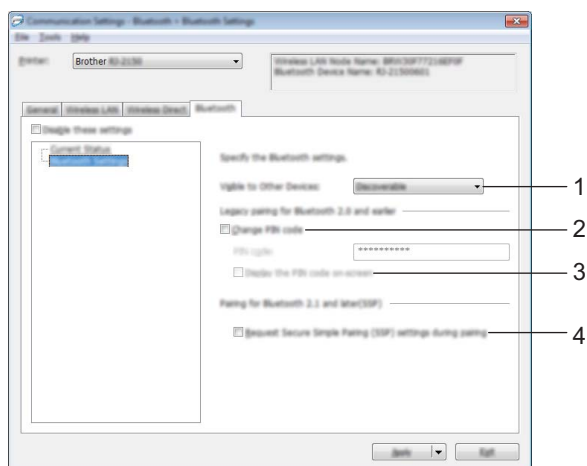 Communication Settings - Bluetooth > Bluetooth Settings
File Tools Help
Printer: Brother RJ-2150
Wireless LAN Node Name: BRW30F77216EF0F
Bluetooth Device Name: RJ-21500601
General Wireless LAN Wireless Direct Bluetooth
Disable these settings
Current Status
Bluetooth Settings
Specify the Bluetooth settings.
Visible to Other Devices: Discoverable
1
Legacy pairing for Bluetooth 2.0 and earlier
Change PIN code
2
PIN code: **********
Display the PIN code on-screen
3
Pairing for Bluetooth 2.1 and later(SSP)
Request Secure Simple Pairing (SSP) settings during pairing
4
Apply Exit